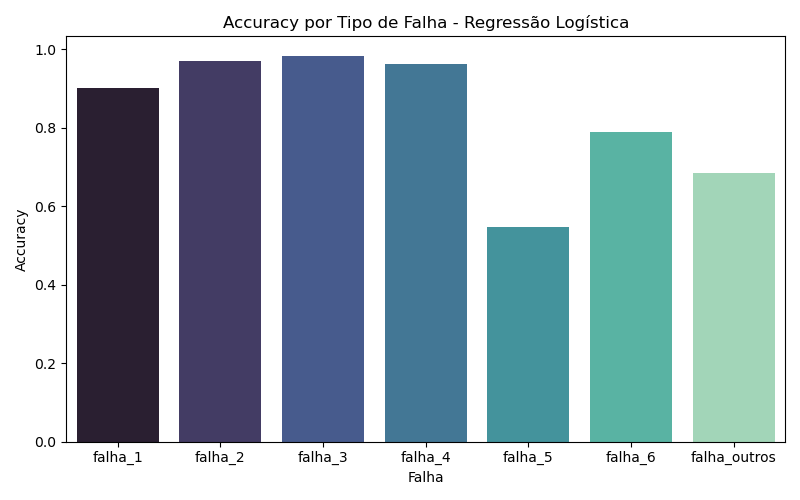 Accuracy por Tipo de Falha - Regressão Logística
Accuracy
1.0
0.8
0.6
0.4
0.2
0.0
falha_1 falha_2 falha_3 falha_4 falha_5 falha_6 falha_outros
Falha